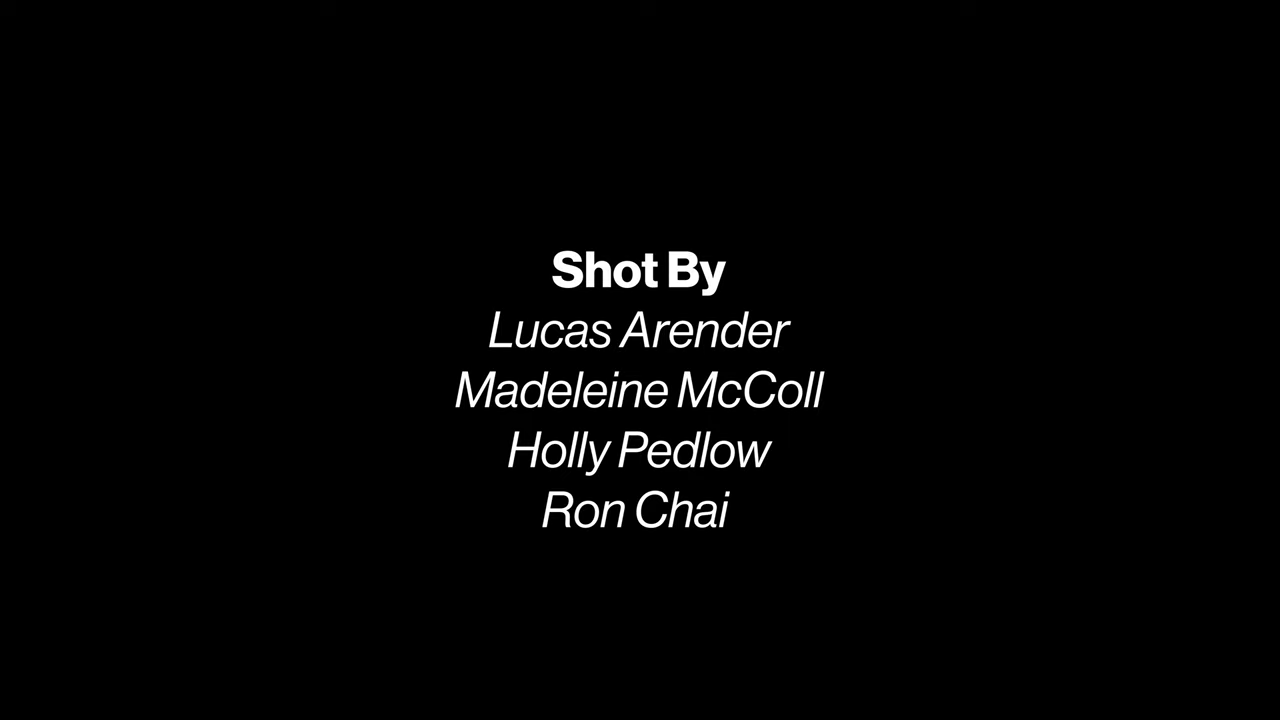 Shot By
Lucas Arender
Madeleine McColl
Holly Pedlow
Ron Chai